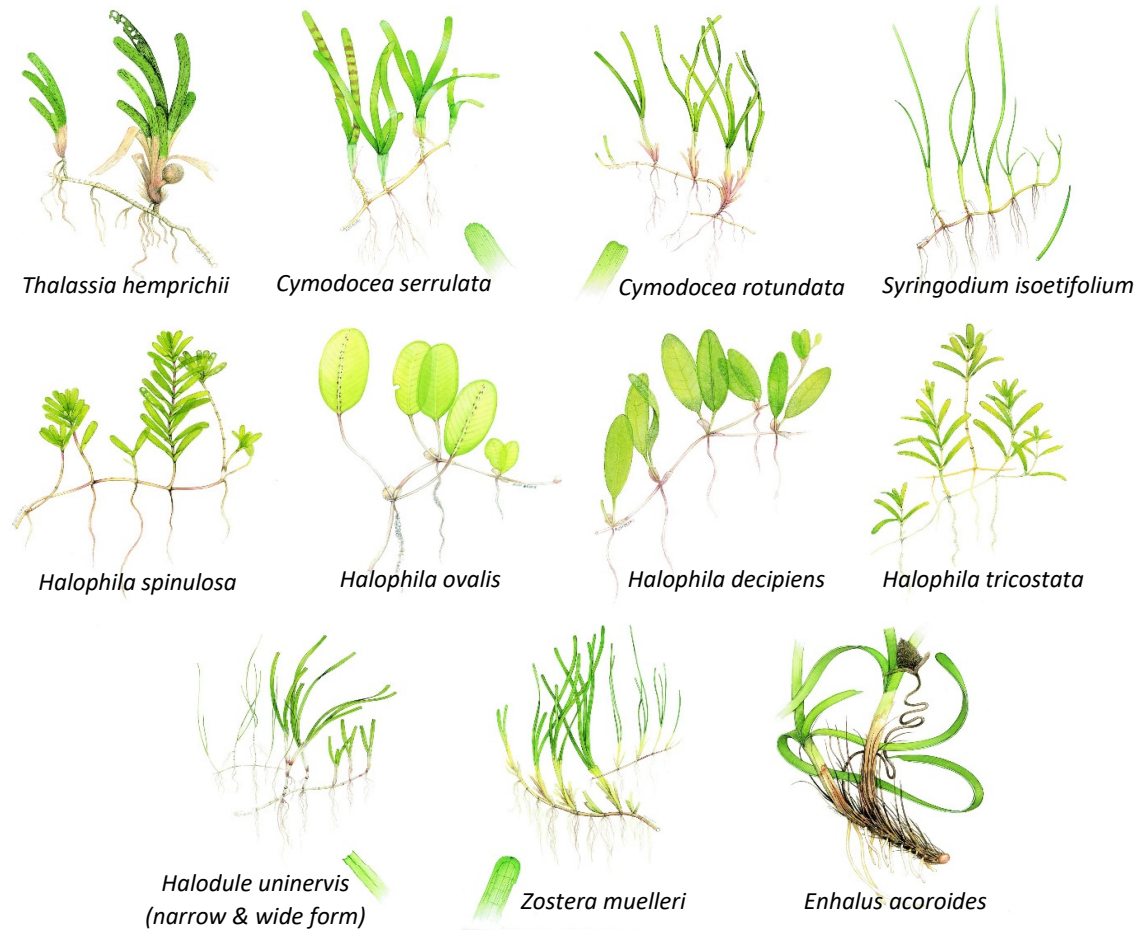 Thalassia hemprichii
Cymodocea serrulata
Cymodocea rotundata
Syringodium isoetifolium
Halophila spinulosa
Halophila ovalis
Halophila decipiens
Halophila tricostata
Halodule uninervis
(narrow & wide form)
Zostera muelleri
Enhalus acoroides